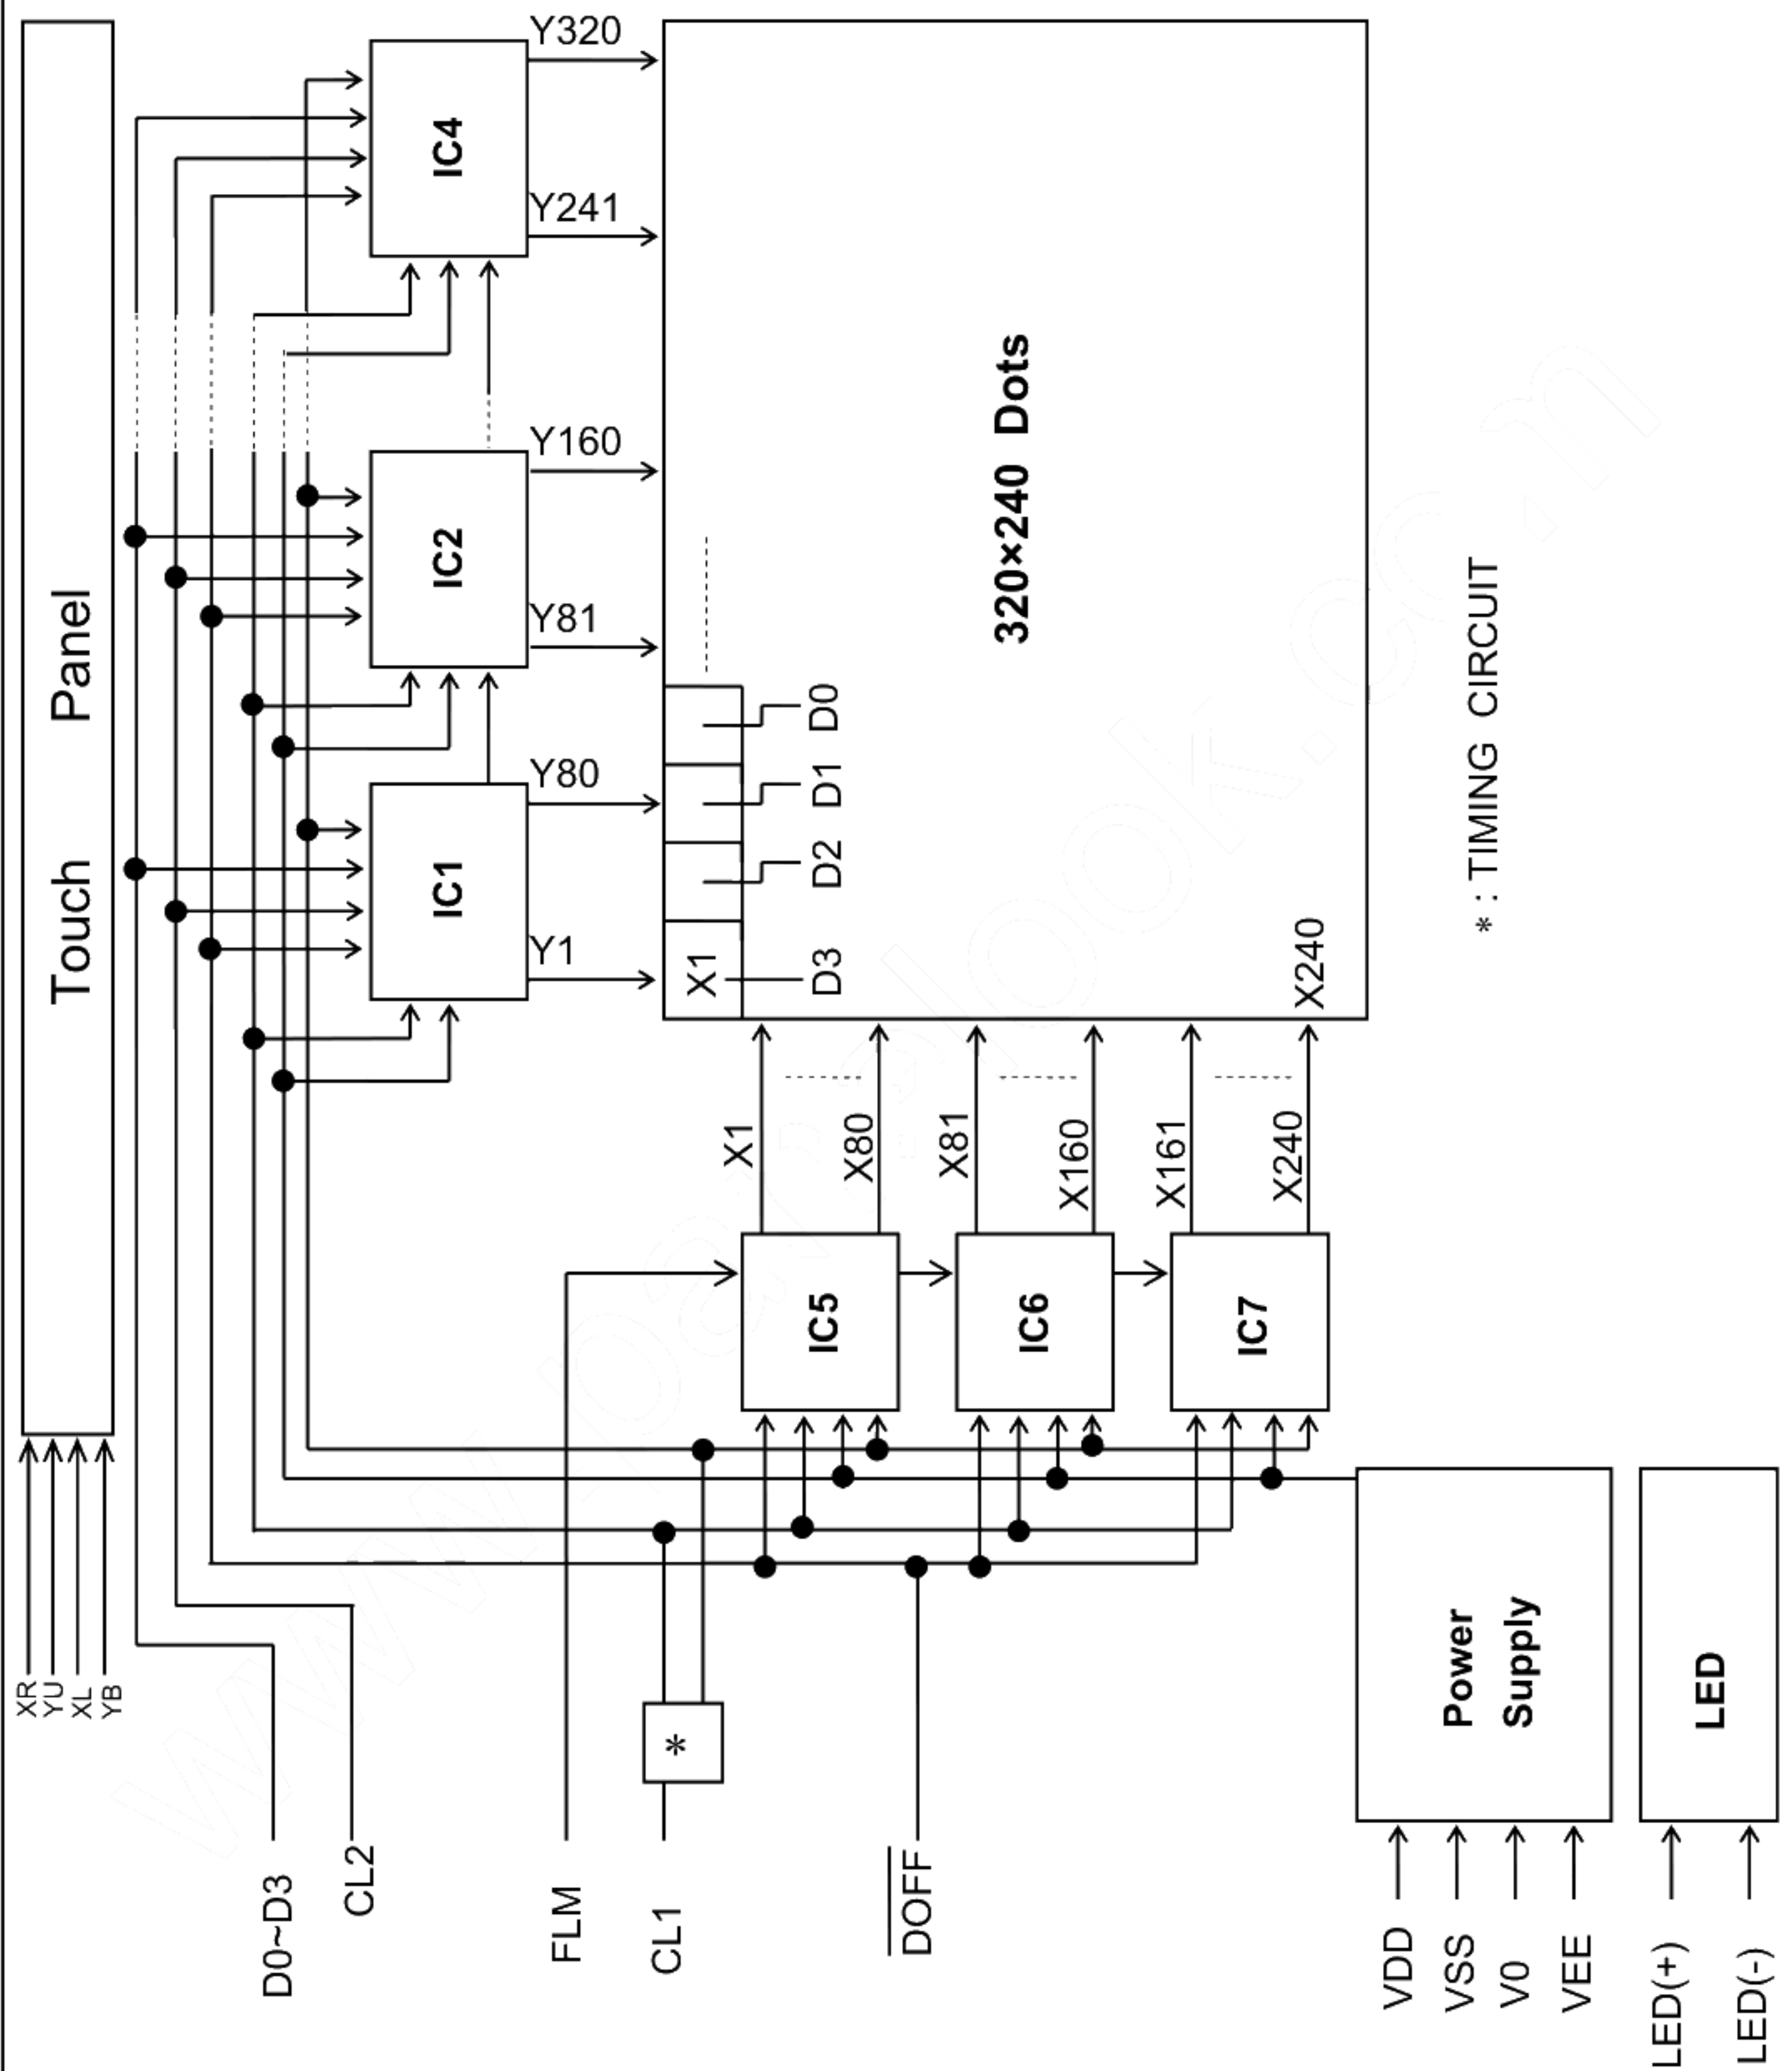 XR
YU
XL
YB
Touch Panel
D0~D3
CL2
FLM
CL1
*
DOFF
IC1
IC2
IC4
Y1
Y80
Y81
Y160
Y241
Y320
X1
D3
D2
D1
D0
320×240 Dots
X240
IC5
IC6
IC7
X1
X80
X81
X160
X161
X240
* : TIMING CIRCUIT
VDD
VSS
V0
VEE
Power
Supply
LED(+)
LED(-)
LED